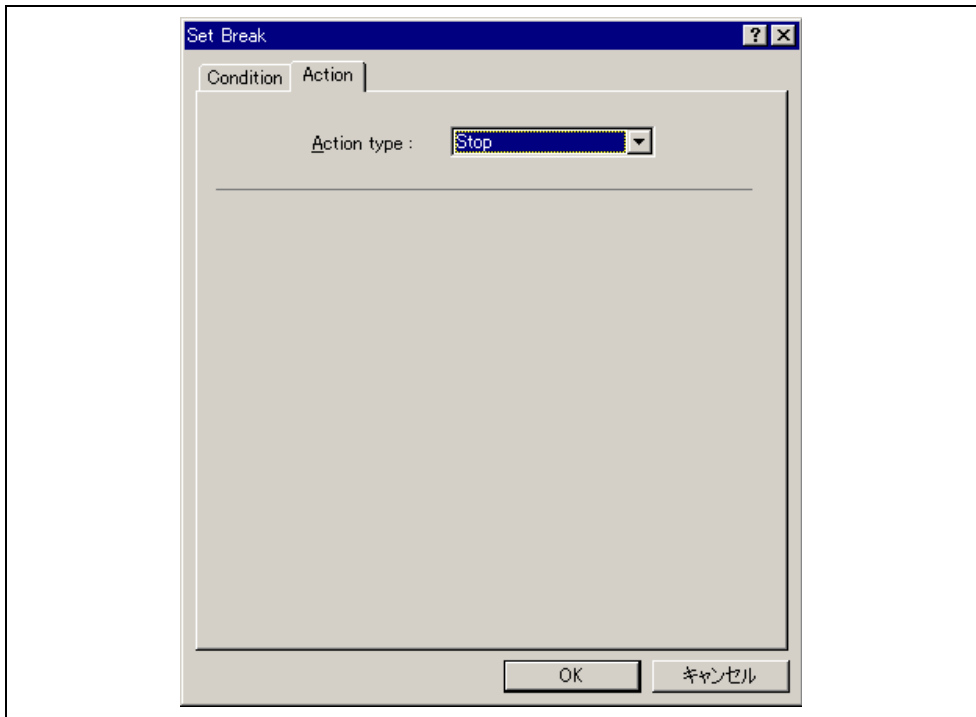 Set Break
Condition Action
Action type :
Stop
OK キャンセル